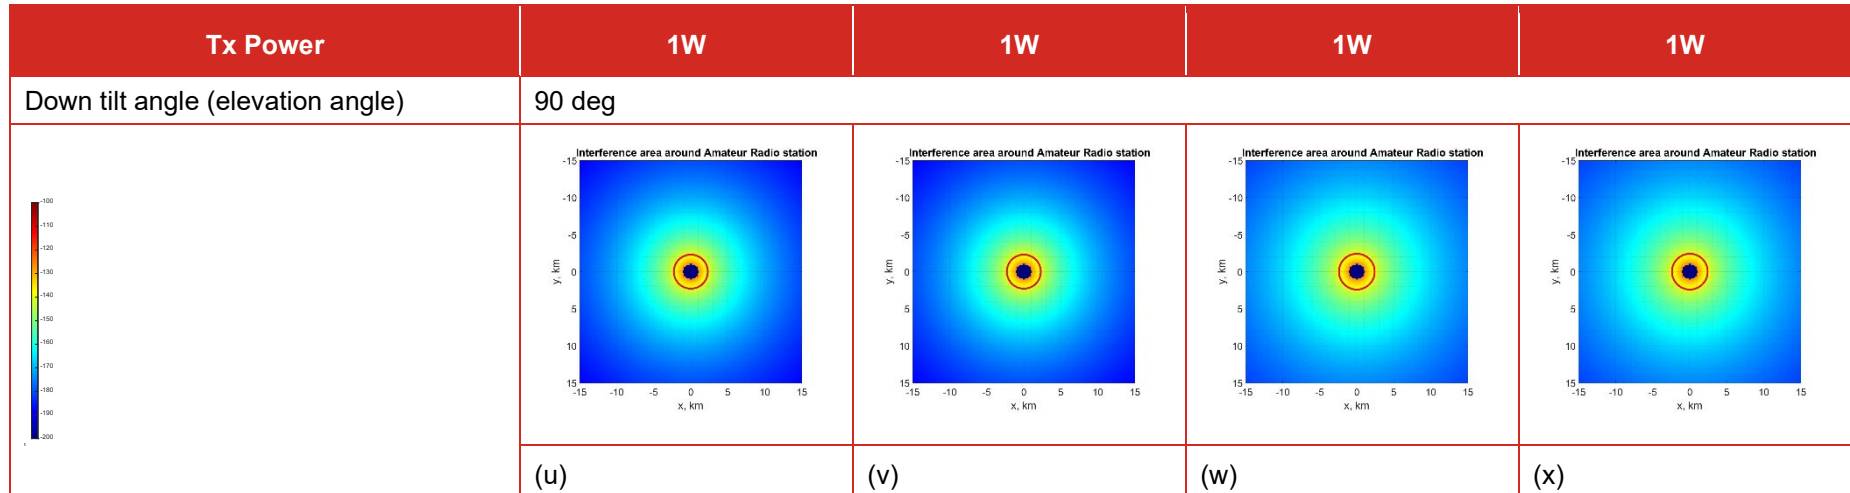 Tx Power 1W 1W 1W 1W
Down tilt angle (elevation angle) 90 deg
-100
-110
-120
-130
-140
-150
-160
-170
-180
-190
-200
Interference area around Amateur Radio station
-15
-10
-5
0
5
10
15
y, km
-15 -10 -5 0 5 10 15
x, km
Interference area around Amateur Radio station
-15
-10
-5
0
5
10
15
y, km
-15 -10 -5 0 5 10 15
x, km
Interference area around Amateur Radio station
-15
-10
-5
0
5
10
15
y, km
-15 -10 -5 0 5 10 15
x, km
Interference area around Amateur Radio station
-15
-10
-5
0
5
10
15
y, km
-15 -10 -5 0 5 10 15
x, km
(u) (v) (w) (x)